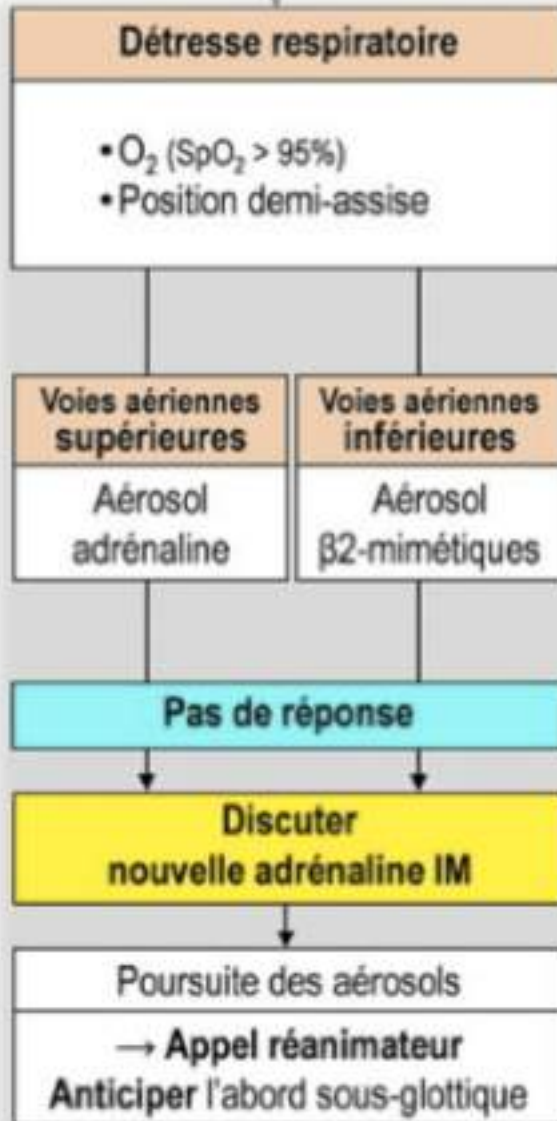 Détresse respiratoire
• O₂ (SpO₂ > 95%)
• Position demi-assise
Voies aériennes
supérieures
Aérosol
adrénaline
Voies aériennes
inférieures
Aérosol
β2-mimétiques
Pas de réponse
Discuter
nouvelle adrénaline IM
Poursuite des aérosols
→ Appel réanimateur
Anticiper l'abord sous-glottique